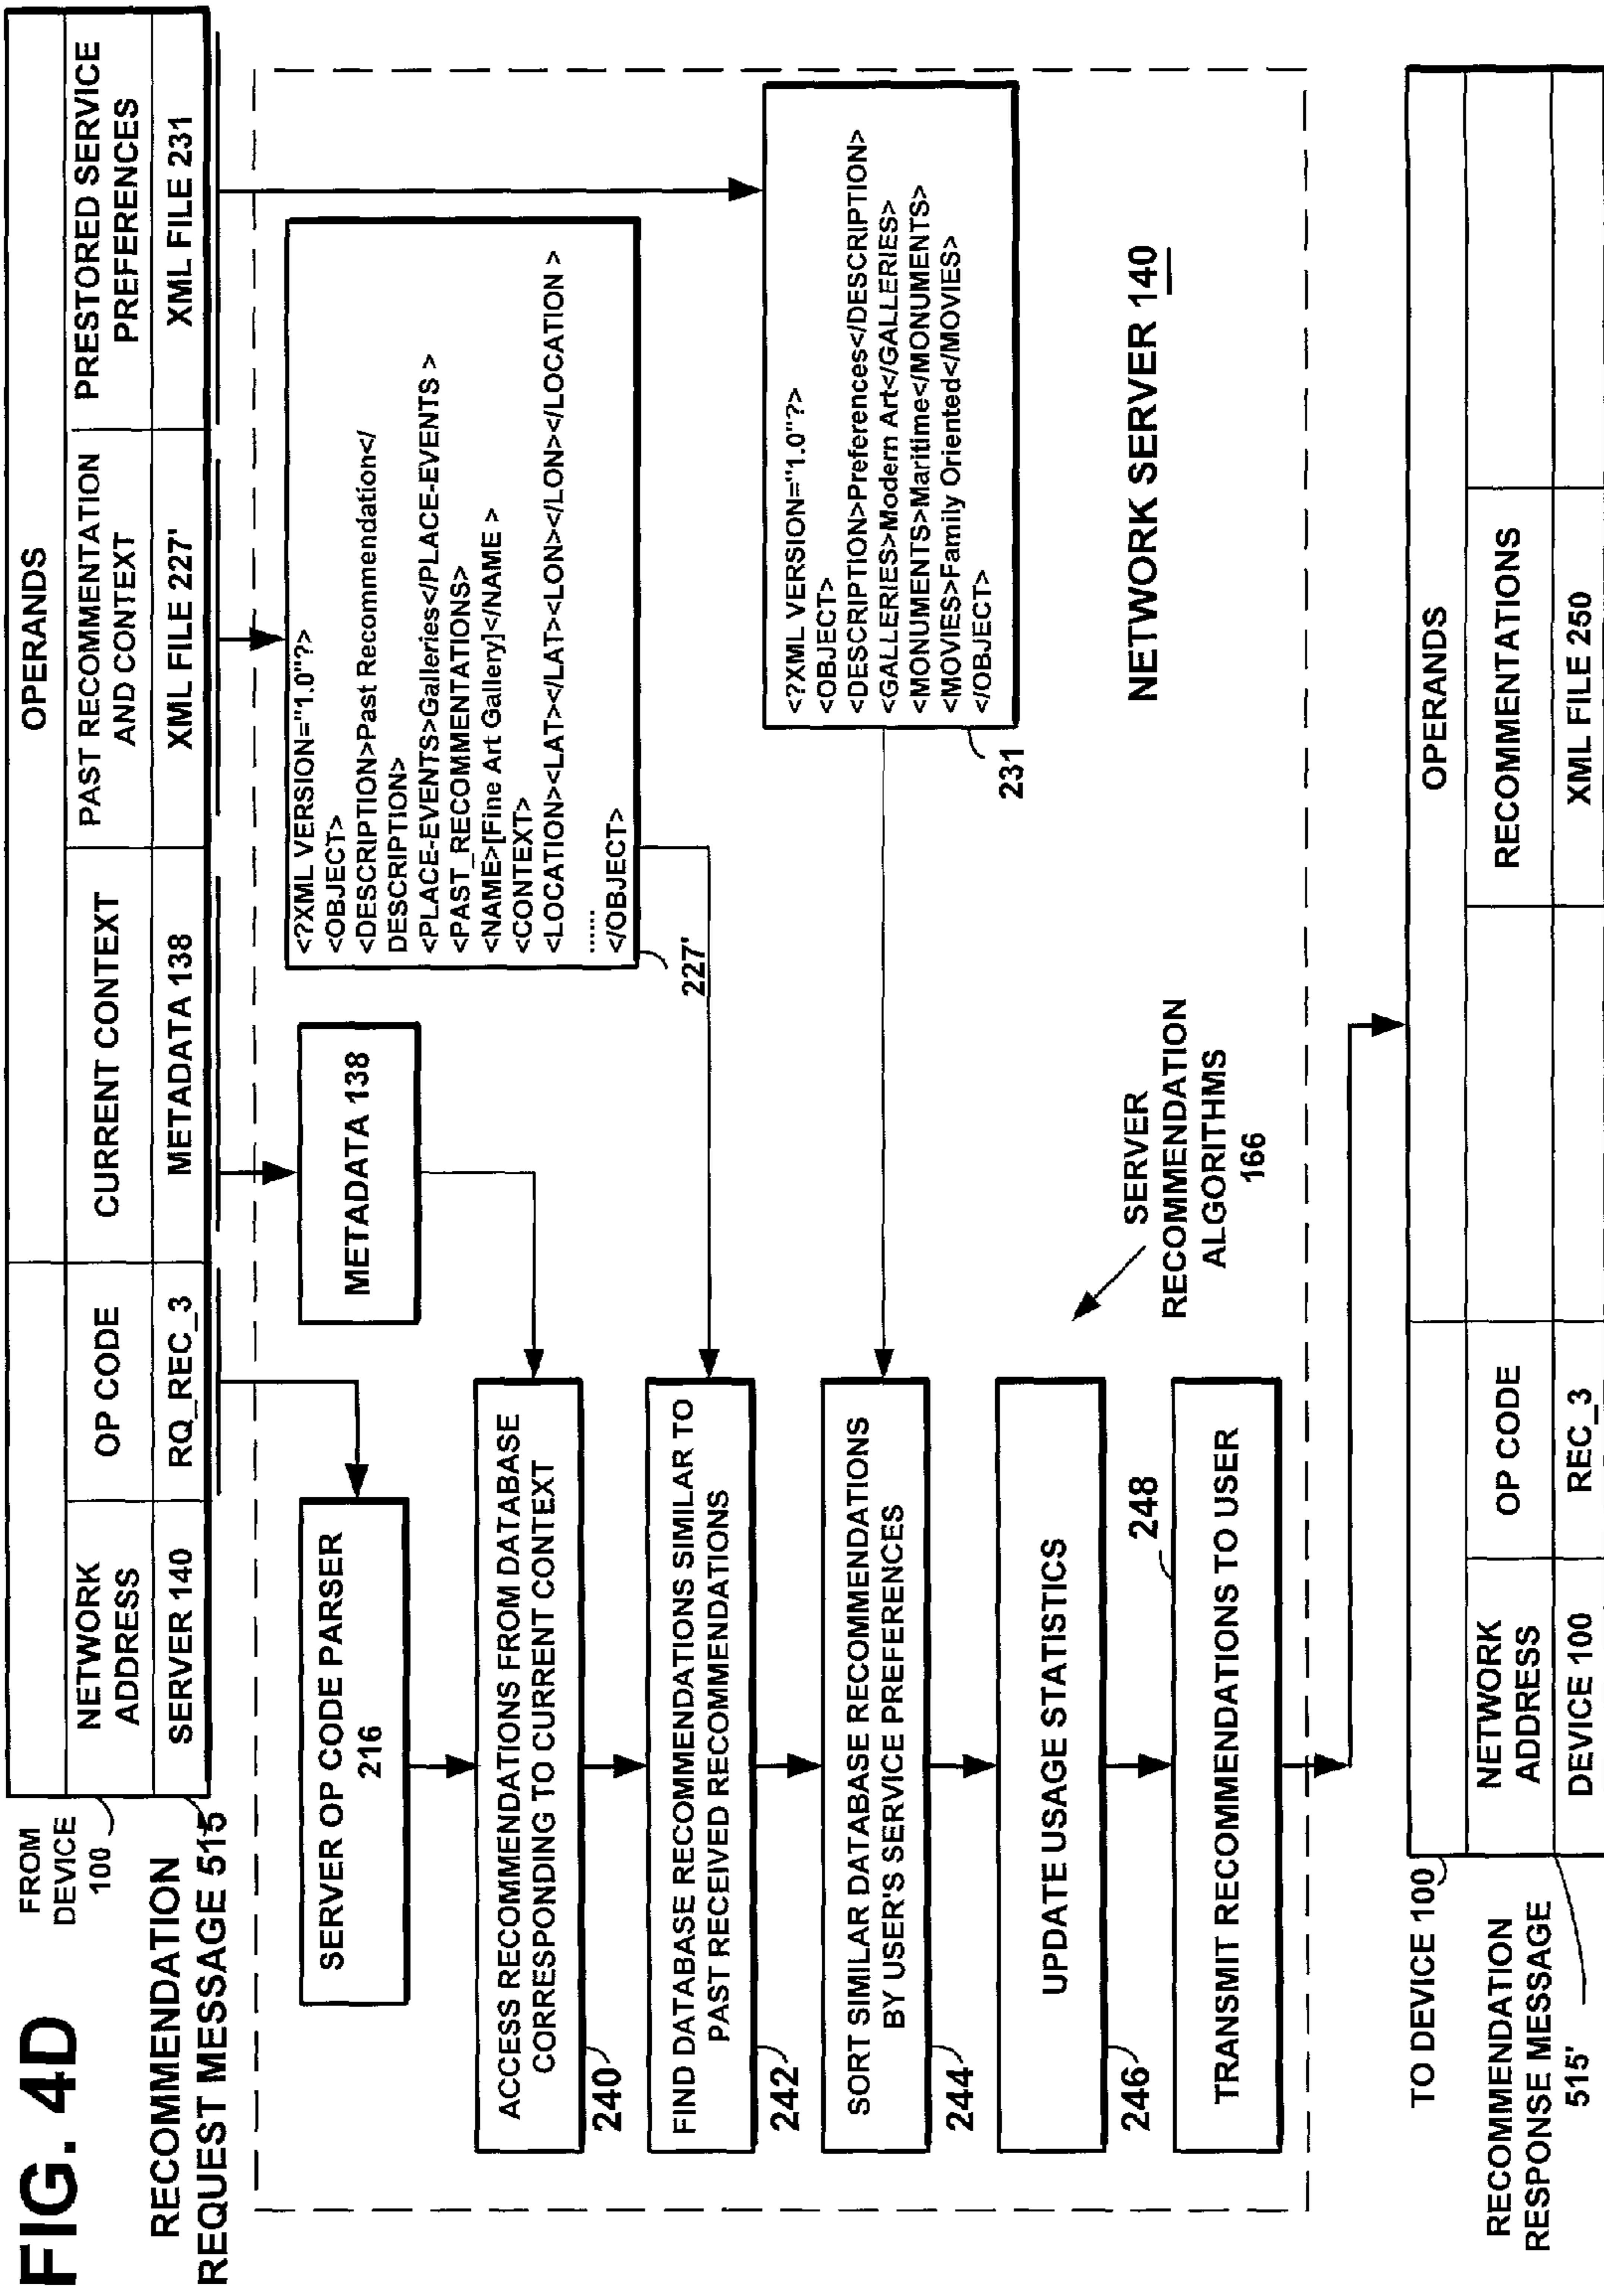 FIG. 4D
FROM
DEVICE
100
RECOMMENDATION
REQUEST MESSAGE 515
OPERANDS
NETWORK
ADDRESS
OP CODE
CURRENT CONTEXT
PAST RECOMMENTATION
AND CONTEXT
PRESTORED SERVICE
PREFERENCES
SERVER 140
RQ_REC_3
METADATA 138
XML FILE 227'
XML FILE 231
SERVER OP CODE PARSER
216
METADATA 138
<?XML VERSION="1.0"?>
<OBJECT>
<DESCRIPTION>Past Recommendation</
DESCRIPTION>
<PLACE-EVENTS>Galleries</PLACE-EVENTS >
<PAST_RECOMMENTATIONS>
<NAME>[Fine Art Gallery]</NAME >
<CONTEXT>
<LOCATION><LAT></LAT><LON></LON></LOCATION >
.....
</OBJECT>
227'
ACCESS RECOMMENDATIONS FROM DATABASE
CORRESPONDING TO CURRENT CONTEXT
240
FIND DATABASE RECOMMENDATIONS SIMILAR TO
PAST RECEIVED RECOMMENDATIONS
242
<?XML VERSION="1.0"?>
<OBJECT>
<DESCRIPTION>Preferences</DESCRIPTION>
<GALLERIES>Modern Art</GALLERIES>
<MONUMENTS>Maritime</MONUMENTS>
<MOVIES>Family Oriented</MOVIES>
</OBJECT>
231
SORT SIMILAR DATABASE RECOMMENDATIONS
BY USER'S SERVICE PREFERENCES
244
UPDATE USAGE STATISTICS
246
SERVER
RECOMMENDATION
ALGORITHMS
166
NETWORK SERVER 140
248
TRANSMIT RECOMMENDATIONS TO USER
TO DEVICE 100
RECOMMENDATION
RESPONSE MESSAGE
515'
OPERANDS
NETWORK
ADDRESS
OP CODE
RECOMMENTATIONS
DEVICE 100
REC_3
XML FILE 250